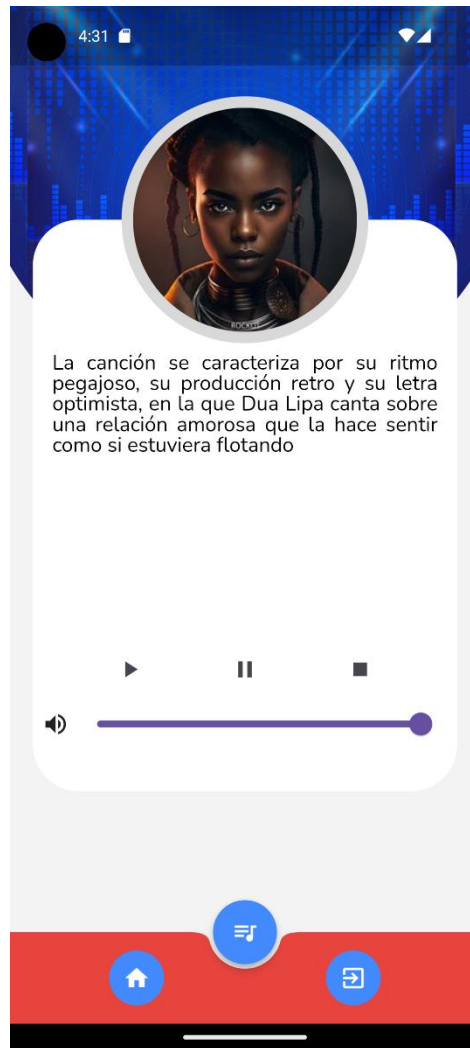 4:31
ROCKEIE
La canción se caracteriza por su ritmo
pegajoso, su producción retro y su letra
optimista, en la que Dua Lipa canta sobre
una relación amorosa que la hace sentir
como si estuviera flotando